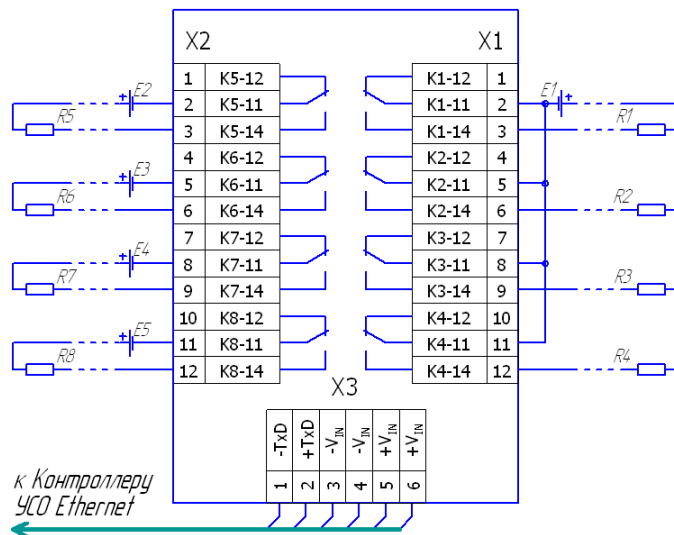 X2 X1
1 K5-12 K1-12 1
E2 2 K5-11 K1-11 2 E1
R5 3 K5-14 K1-14 3 R1
4 K6-12 K2-12 4
E3 5 K6-11 K2-11 5
R6 6 K6-14 K2-14 6 R2
7 K7-12 K3-12 7
E4 8 K7-11 K3-11 8
R7 9 K7-14 K3-14 9 R3
10 K8-12 K4-12 10
E5 11 K8-11 K4-11 11
R8 12 K8-14 K4-14 12 R4
X3
-TxD +TxD -VIN -VIN +VIN +VIN
1 2 3 4 5 6
к Контроллеру
УСО Ethernet